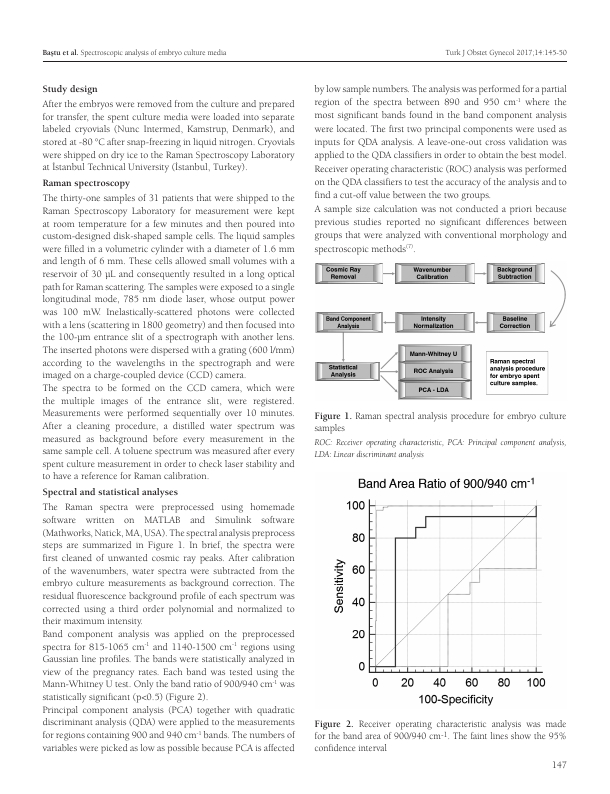 Baştu et al. Spectroscopic analysis of embryo culture media
Turk J Obstet Gynecol 2017;14:145-50
Study design
After the embryos were removed from the culture and prepared
for transfer, the spent culture media were loaded into separate
labeled cryovials (Nunc Intermed, Kamstrup, Denmark), and
stored at -80 °C after snap-freezing in liquid nitrogen. Cryovials
were shipped on dry ice to the Raman Spectroscopy Laboratory
at İstanbul Technical University (İstanbul, Turkey).
Raman spectroscopy
The thirty-one samples of 31 patients that were shipped to the
Raman Spectroscopy Laboratory for measurement were kept
at room temperature for a few minutes and then poured into
custom-designed disk-shaped sample cells. The liquid samples
were filled in a volumetric cylinder with a diameter of 1.6 mm
and length of 6 mm. These cells allowed small volumes with a
reservoir of 30 µL and consequently resulted in a long optical
path for Raman scattering. The samples were exposed to a single
longitudinal mode, 785 nm diode laser, whose output power
was 100 mW. Inelastically-scattered photons were collected
with a lens (scattering in 1800 geometry) and then focused into
the 100-µm entrance slit of a spectrograph with another lens.
The inserted photons were dispersed with a grating (600 l/mm)
according to the wavelengths in the spectrograph and were
imaged on a charge-coupled device (CCD) camera.
The spectra to be formed on the CCD camera, which were
the multiple images of the entrance slit, were registered.
Measurements were performed sequentially over 10 minutes.
After a cleaning procedure, a distilled water spectrum was
measured as background before every measurement in the
same sample cell. A toluene spectrum was measured after every
spent culture measurement in order to check laser stability and
to have a reference for Raman calibration.
Spectral and statistical analyses
The Raman spectra were preprocessed using homemade
software written on MATLAB and Simulink software
(Mathworks, Natick, MA, USA). The spectral analysis preprocess
steps are summarized in Figure 1. In brief, the spectra were
first cleaned of unwanted cosmic ray peaks. After calibration
of the wavenumbers, water spectra were subtracted from the
embryo culture measurements as background correction. The
residual fluorescence background profile of each spectrum was
corrected using a third order polynomial and normalized to
their maximum intensity.
Band component analysis was applied on the preprocessed
spectra for 815-1065 cm-1 and 1140-1500 cm-1 regions using
Gaussian line profiles. The bands were statistically analyzed in
view of the pregnancy rates. Each band was tested using the
Mann-Whitney U test. Only the band ratio of 900/940 cm-1 was
statistically significant (p<0.5) (Figure 2).
Principal component analysis (PCA) together with quadratic
discriminant analysis (QDA) were applied to the measurements
for regions containing 900 and 940 cm-1 bands. The numbers of
variables were picked as low as possible because PCA is affected
by low sample numbers. The analysis was performed for a partial
region of the spectra between 890 and 950 cm-1 where the
most significant bands found in the band component analysis
were located. The first two principal components were used as
inputs for QDA analysis. A leave-one-out cross validation was
applied to the QDA classifiers in order to obtain the best model.
Receiver operating characteristic (ROC) analysis was performed
on the QDA classifiers to test the accuracy of the analysis and to
find a cut-off value between the two groups.
A sample size calculation was not conducted a priori because
previous studies reported no significant differences between
groups that were analyzed with conventional morphology and
spectroscopic methods(7).
Cosmic Ray
Removal
Wavenumber
Calibration
Background
Subtraction
Band Component
Analysis
Intensity
Normalization
Baseline
Correction
Statistical
Analysis
Mann-Whitney U
ROC Analysis
PCA - LDA
Raman spectral
analysis procedure
for embryo spent
culture samples.
Figure 1. Raman spectral analysis procedure for embryo culture
samples
ROC: Receiver operating characteristic, PCA: Principal component analysis,
LDA: Linear discriminant analysis
Band Area Ratio of 900/940 cm-1
Sensitivity
100
80
60
40
20
0
0 20 40 60 80 100
100-Specificity
Figure 2. Receiver operating characteristic analysis was made
for the band area of 900/940 cm-1. The faint lines show the 95%
confidence interval
147